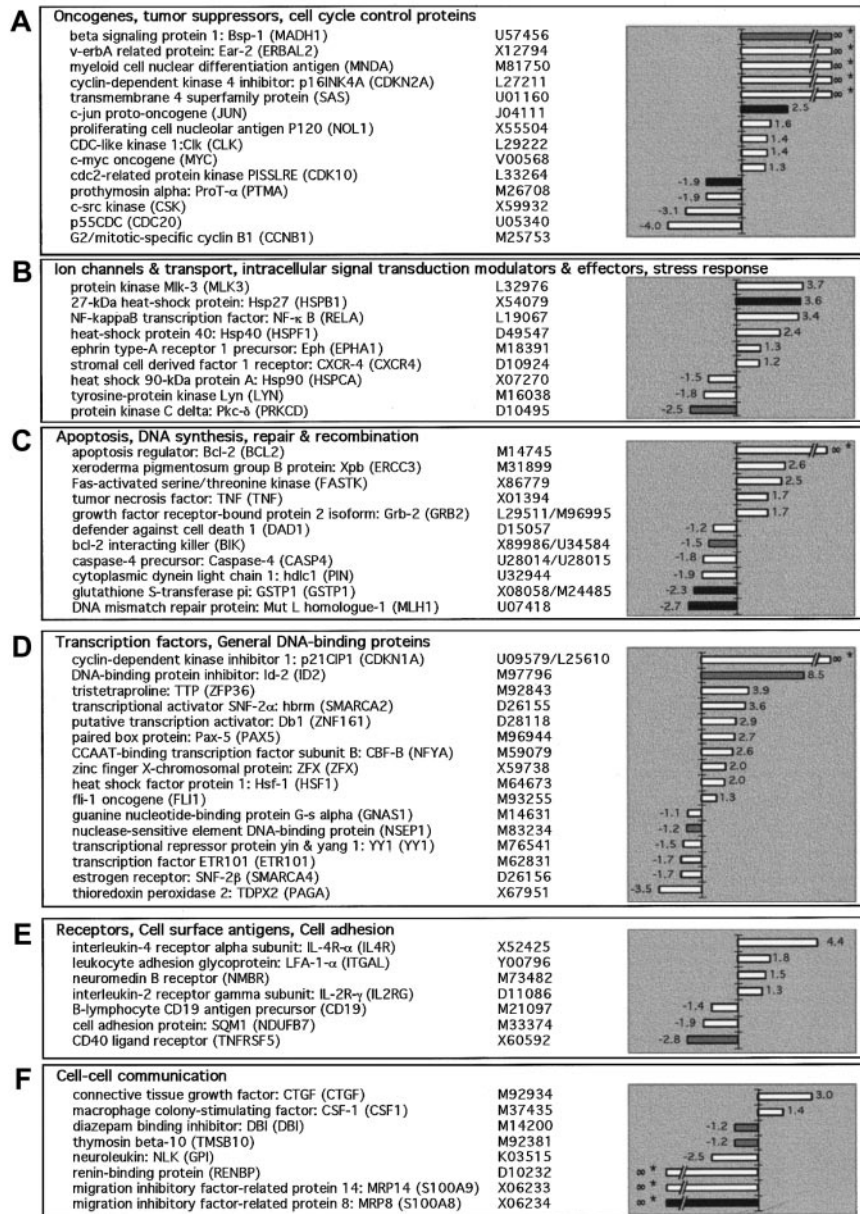 A Oncogenes, tumor suppressors, cell cycle control proteins
beta signaling protein 1: Bsp-1 (MADH1) U57456 ∞ *
v-erbA related protein: Ear-2 (ERBAL2) X12794 ∞ *
myeloid cell nuclear differentiation antigen (MNDA) M81750 ∞ *
cyclin-dependent kinase 4 inhibitor: p16INK4A (CDKN2A) L27211 ∞ *
transmembrane 4 superfamily protein (SAS) U01160 ∞ *
c-jun proto-oncogene (JUN) J04111 2.5
proliferating cell nucleolar antigen P120 (NOL1) X55504 1.6
CDC-like kinase 1:Clk (CLK) L29222 1.4
c-myc oncogene (MYC) V00568 1.4
cdc2-related protein kinase PISSLRE (CDK10) L33264 1.3
prothymosin alpha: ProT-α (PTMA) M26708 -1.9
c-src kinase (CSK) X59932 -1.9
p55CDC (CDC20) U05340 -3.1
G2/mitotic-specific cyclin B1 (CCNB1) M25753 -4.0
B Ion channels & transport, intracellular signal transduction modulators & effectors, stress response
protein kinase Mlk-3 (MLK3) L32976 3.7
27-kDa heat-shock protein: Hsp27 (HSPB1) X54079 3.6
NF-kappaB transcription factor: NF-κ B (RELA) L19067 3.4
heat-shock protein 40: Hsp40 (HSPF1) D49547 2.4
ephrin type-A receptor 1 precursor: Eph (EPHA1) M18391 1.3
stromal cell derived factor 1 receptor: CXCR-4 (CXCR4) D10924 1.2
heat shock 90-kDa protein A: Hsp90 (HSPCA) X07270 -1.5
tyrosine-protein kinase Lyn (LYN) M16038 -1.8
protein kinase C delta: Pkc-δ (PRKCD) D10495 -2.5
C Apoptosis, DNA synthesis, repair & recombination
apoptosis regulator: Bcl-2 (BCL2) M14745 ∞ *
xeroderma pigmentosum group B protein: Xpb (ERCC3) M31899 2.6
Fas-activated serine/threonine kinase (FASTK) X86779 2.5
tumor necrosis factor: TNF (TNF) X01394 1.7
growth factor receptor-bound protein 2 isoform: Grb-2 (GRB2) L29511/M96995 1.7
defender against cell death 1 (DAD1) D15057 -1.2
bcl-2 interacting killer (BIK) X89986/U34584 -1.5
caspase-4 precursor: Caspase-4 (CASP4) U28014/U28015 -1.8
cytoplasmic dynein light chain 1: hdlc1 (PIN) U32944 -1.9
glutathione S-transferase pi: GSTP1 (GSTP1) X08058/M24485 -2.3
DNA mismatch repair protein: Mut L homologue-1 (MLH1) U07418 -2.7
D Transcription factors, General DNA-binding proteins
cyclin-dependent kinase inhibitor 1: p21CIP1 (CDKN1A) U09579/L25610 ∞ *
DNA-binding protein inhibitor: Id-2 (ID2) M97796 8.5
tristetraproline: TTP (ZFP36) M92843 3.9
transcriptional activator SNF-2α: hbrm (SMARCA2) D26155 3.6
putative transcription activator: Db1 (ZNF161) D28118 2.9
paired box protein: Pax-5 (PAX5) M96944 2.7
CCAAT-binding transcription factor subunit B: CBF-B (NFYA) M59079 2.6
zinc finger X-chromosomal protein: ZFX (ZFX) X59738 2.0
heat shock factor protein 1: Hsf-1 (HSF1) M64673 2.0
fli-1 oncogene (FLI1) M93255 1.3
guanine nucleotide-binding protein G-s alpha (GNAS1) M14631 -1.1
nuclease-sensitive element DNA-binding protein (NSEP1) M83234 -1.2
transcriptional repressor protein yin & yang 1: YY1 (YY1) M76541 -1.5
transcription factor ETR101 (ETR101) M62831 -1.7
estrogen receptor: SNF-2β (SMARCA4) D26156 -1.7
thioredoxin peroxidase 2: TDPX2 (PAGA) X67951 -3.5
E Receptors, Cell surface antigens, Cell adhesion
interleukin-4 receptor alpha subunit: IL-4R-α (IL4R) X52425 4.4
leukocyte adhesion glycoprotein: LFA-1-α (ITGAL) Y00796 1.8
neuromedin B receptor (NMBR) M73482 1.5
interleukin-2 receptor gamma subunit: IL-2R-γ (IL2RG) D11086 1.3
B-lymphocyte CD19 antigen precursor (CD19) M21097 -1.4
cell adhesion protein: SQM1 (NDUFB7) M33374 -1.9
CD40 ligand receptor (TNFRSF5) X60592 -2.8
F Cell-cell communication
connective tissue growth factor: CTGF (CTGF) M92934 3.0
macrophage colony-stimulating factor: CSF-1 (CSF1) M37435 1.4
diazepam binding inhibitor: DBI (DBI) M14200 -1.2
thymosin beta-10 (TMSB10) M92381 -1.2
neuroleukin: NLK (GPI) K03515 -2.5
renin-binding protein (RENBP) D10232 ∞ *
migration inhibitory factor-related protein 14: MRP14 (S100A9) X06233 ∞ *
migration inhibitory factor-related protein 8: MRP8 (S100A8) X06234 ∞ *